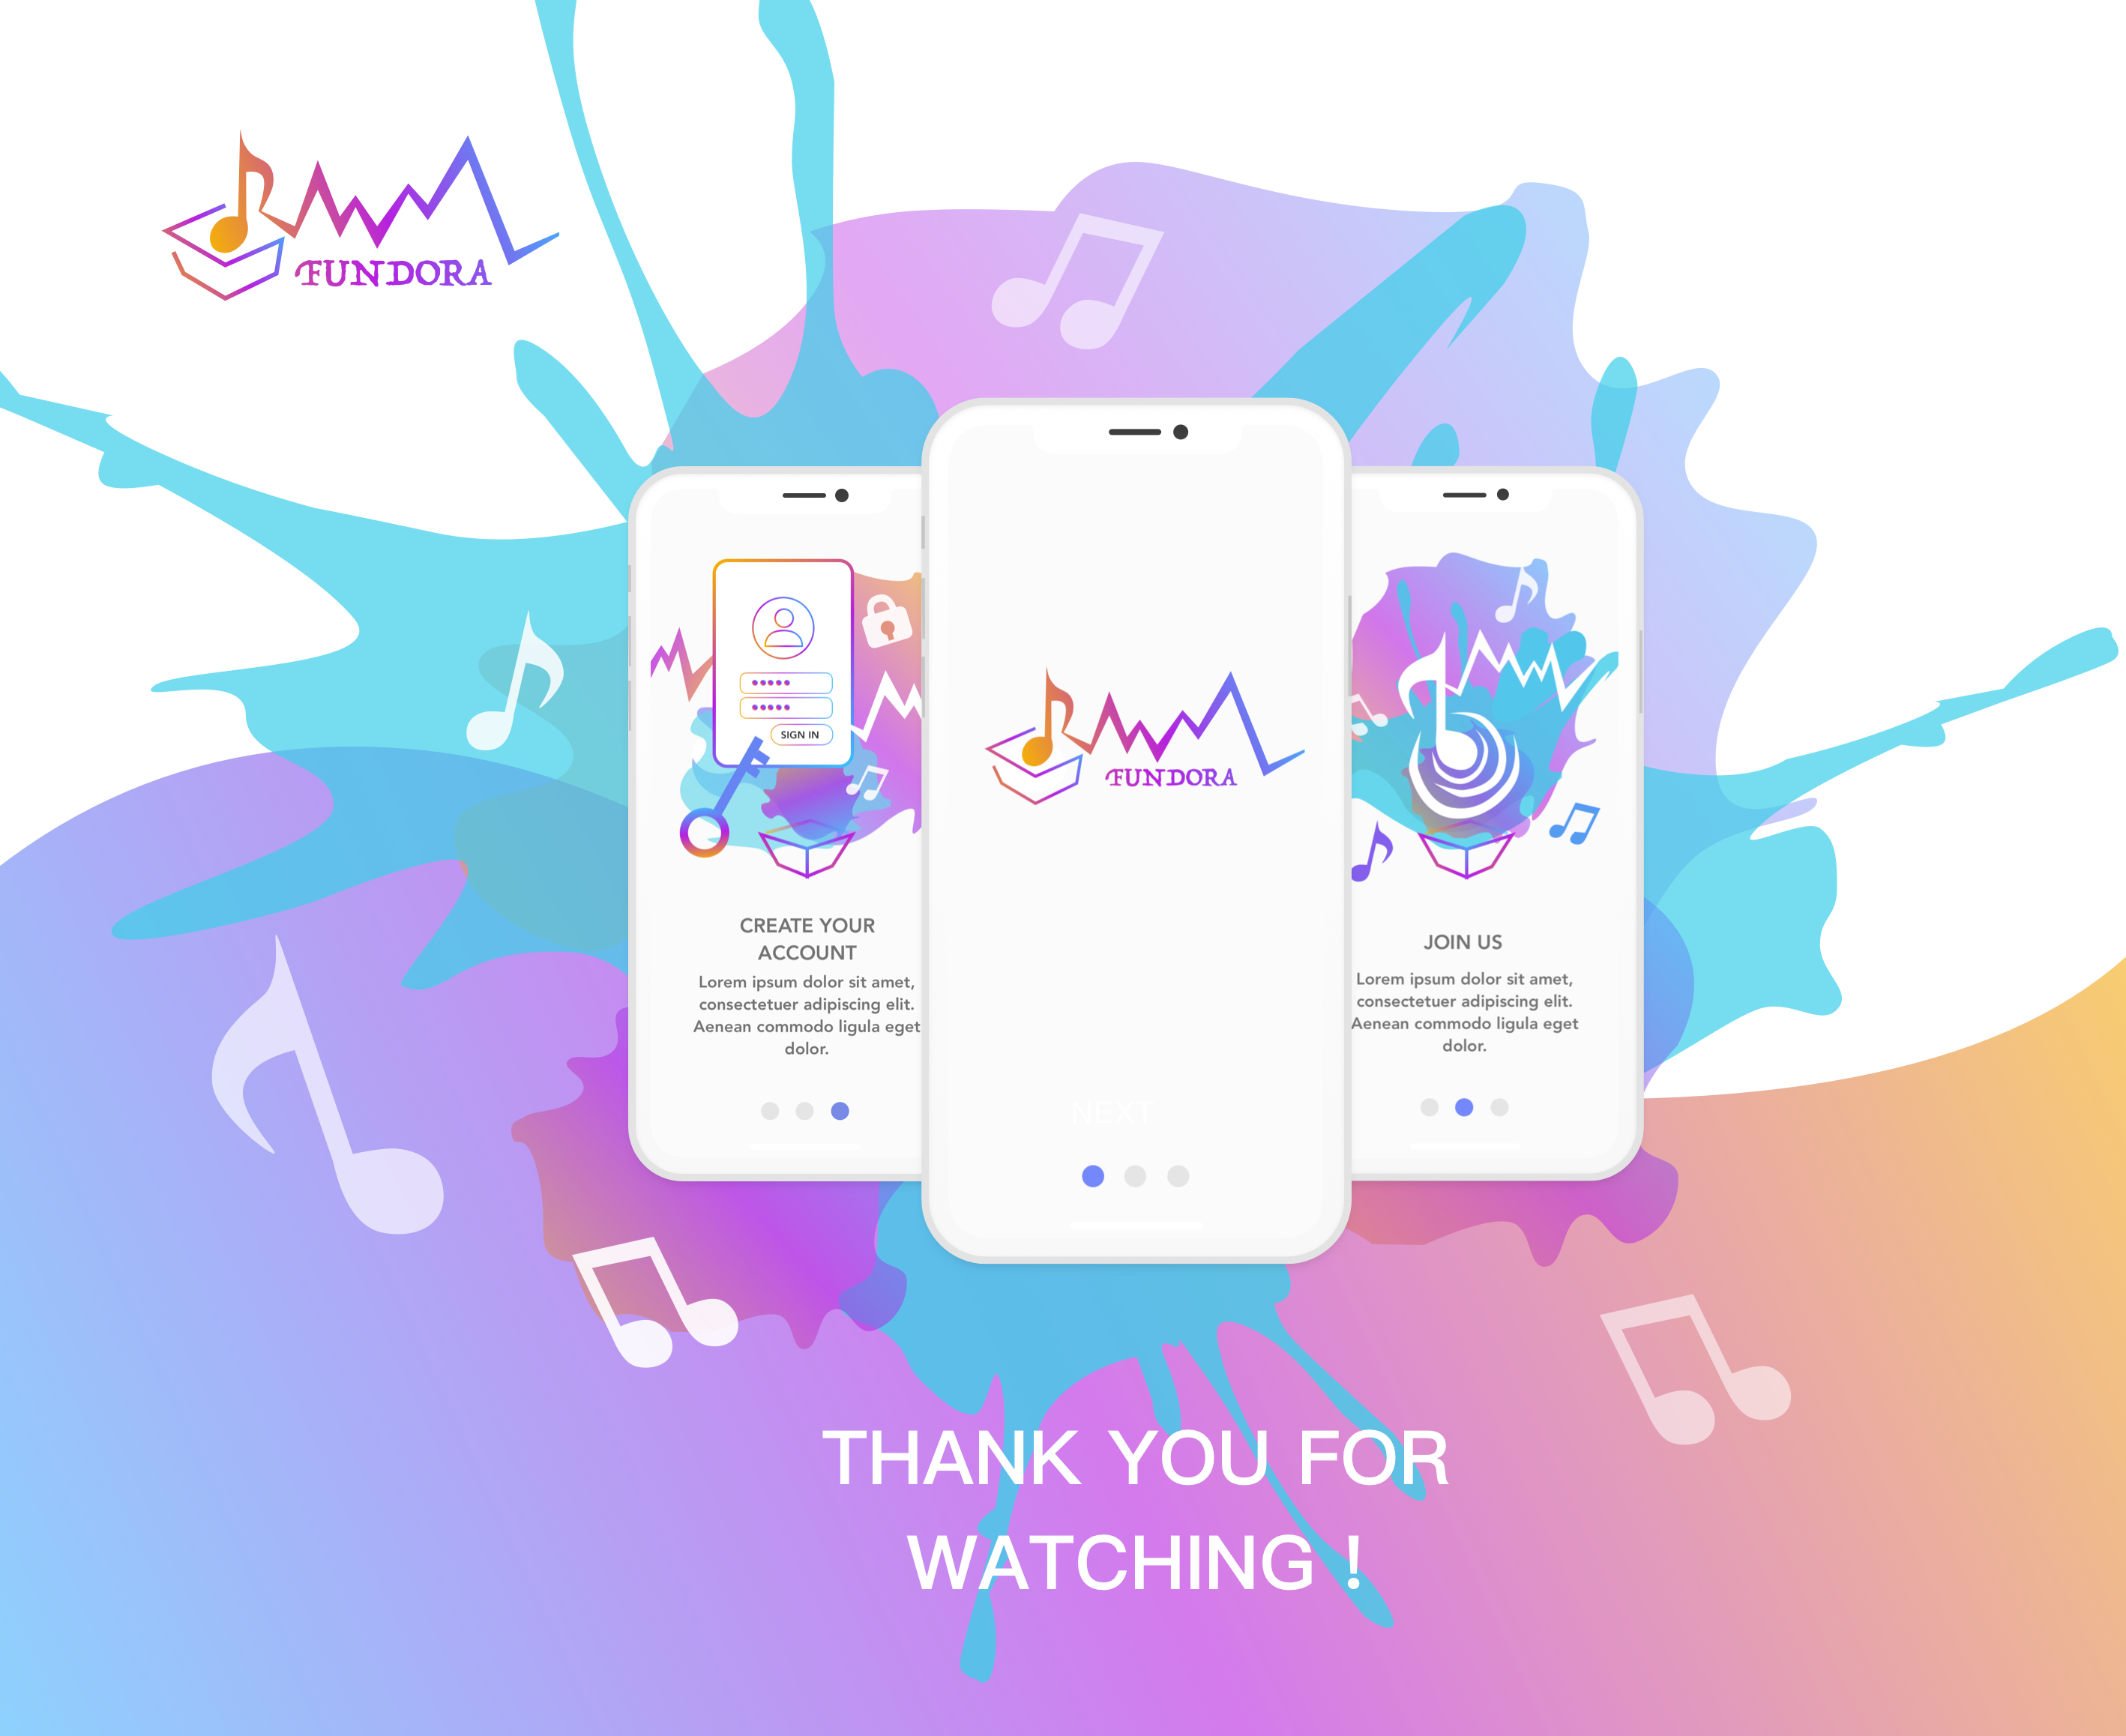 FUNDORA
SIGN IN
CREATE YOUR
ACCOUNT
Lorem ipsum dolor sit amet,
consectetuer adipiscing elit.
Aenean commodo ligula eget
dolor.
FUNDORA
NEXT
JOIN US
Lorem ipsum dolor sit amet,
consectetuer adipiscing elit.
Aenean commodo ligula eget
dolor.
THANK YOU FOR
WATCHING !